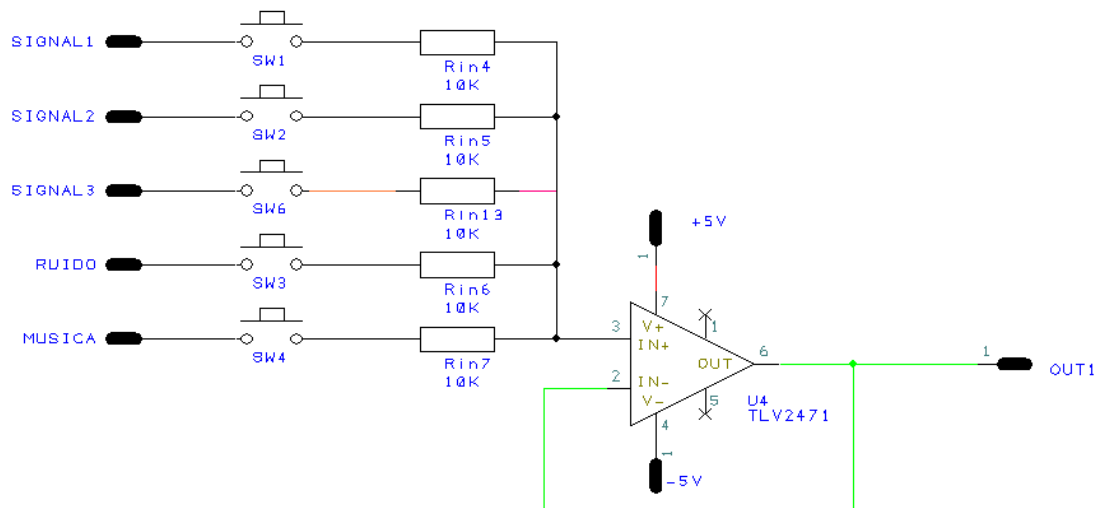 SIGNAL1
SW1
Rin4
10K
SIGNAL2
SW2
Rin5
10K
SIGNAL3
SW6
Rin13
10K
RUIDO
SW3
Rin6
10K
MUSICA
SW4
Rin7
10K
+5V
1
7
3
V+
IN+
1
OUT
6
1
OUT1
2
IN-
V-
5
U4
TLV2471
4
1
-5V